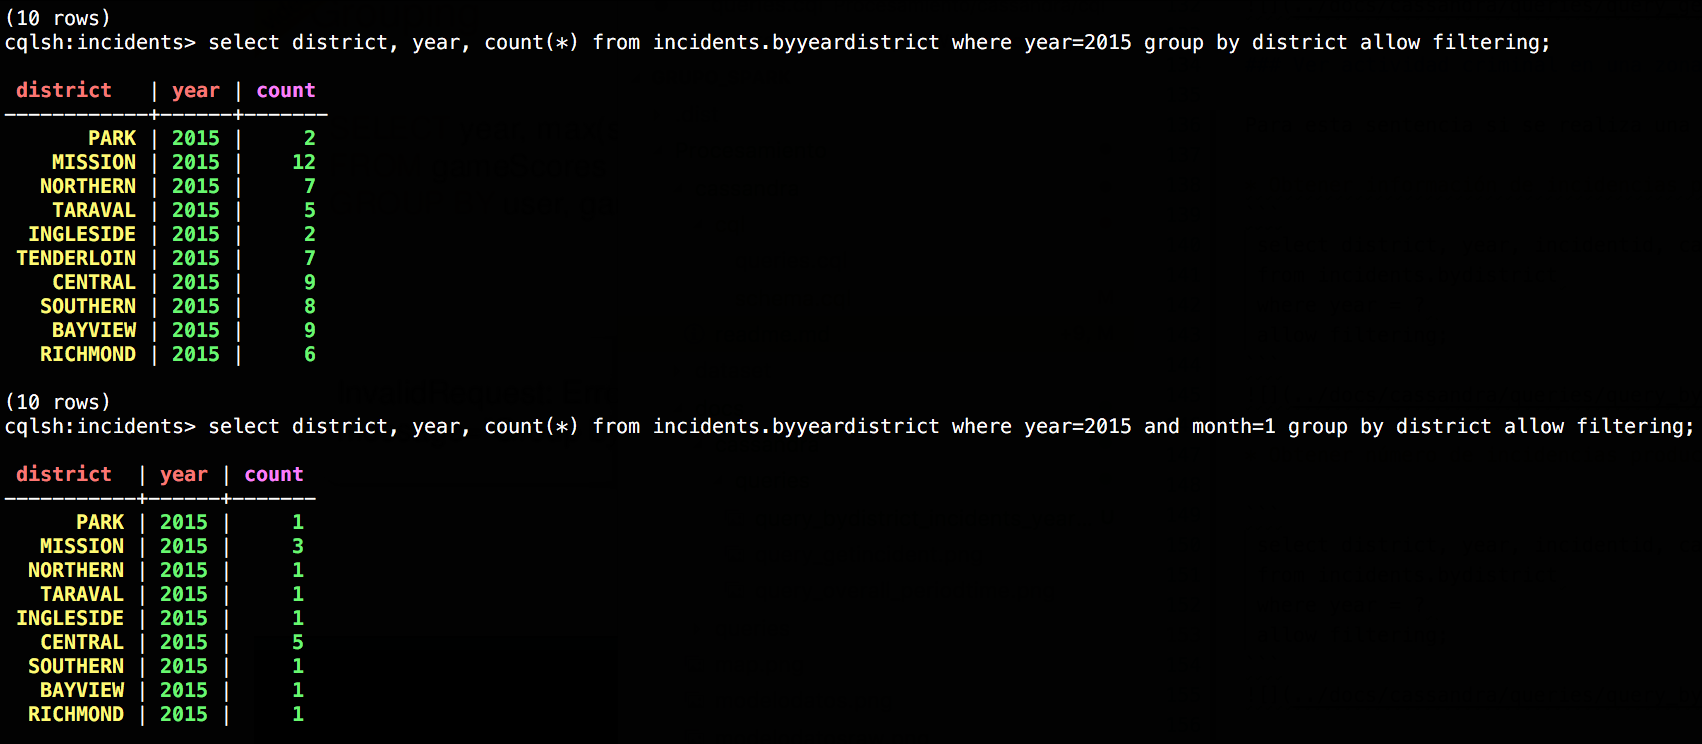 (10 rows)
cqlsh:incidents> select district, year, count(*) from incidents.byyeardistrict where year=2015 group by district allow filtering;
district | year | count
------------+------+-------
PARK | 2015 | 2
MISSION | 2015 | 12
NORTHERN | 2015 | 7
TARAVAL | 2015 | 5
INGLESIDE | 2015 | 2
TENDERLOIN | 2015 | 7
CENTRAL | 2015 | 9
SOUTHERN | 2015 | 8
BAYVIEW | 2015 | 9
RICHMOND | 2015 | 6
(10 rows)
cqlsh:incidents> select district, year, count(*) from incidents.byyeardistrict where year=2015 and month=1 group by district allow filtering;
district | year | count
-----------+------+-------
PARK | 2015 | 1
MISSION | 2015 | 3
NORTHERN | 2015 | 1
TARAVAL | 2015 | 1
INGLESIDE | 2015 | 1
CENTRAL | 2015 | 5
SOUTHERN | 2015 | 1
BAYVIEW | 2015 | 1
RICHMOND | 2015 | 1